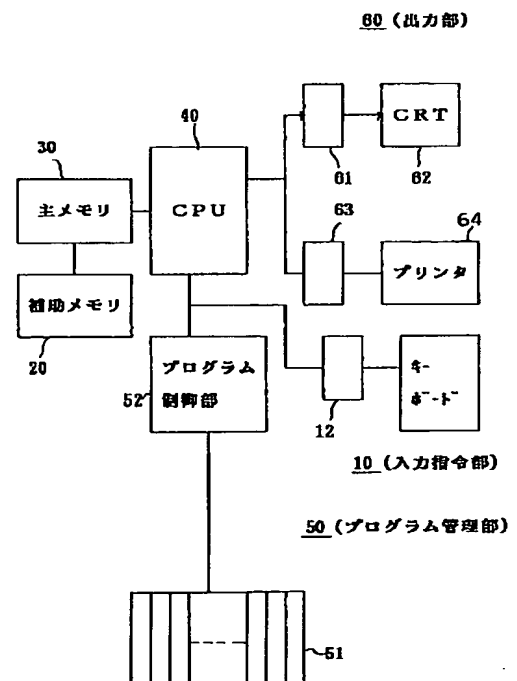 60 (出力部)
40
30
CPU
主メモリ
補助メモリ
20
61
CRT
62
63
64
プリンタ
プログラム
制御部
52
12
キー
ボード
10 (入力指令部)
50 (プログラム管理部)
51